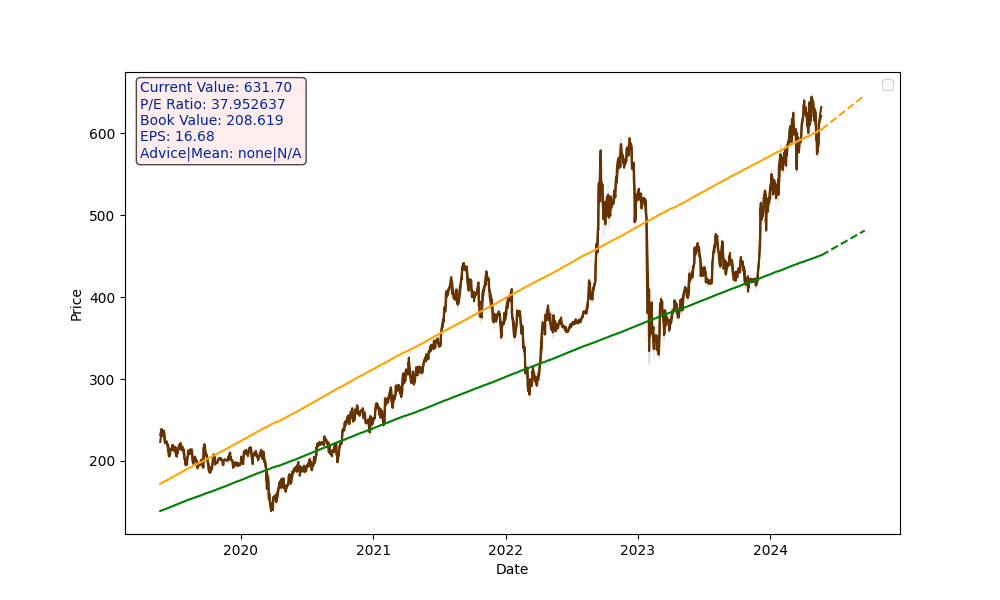 Current Value: 631.70
P/E Ratio: 37.952637
Book Value: 208.619
EPS: 16.68
Advice|Mean: none|N/A
600
500
400
300
200
Price
2020 2021 2022 2023 2024
Date